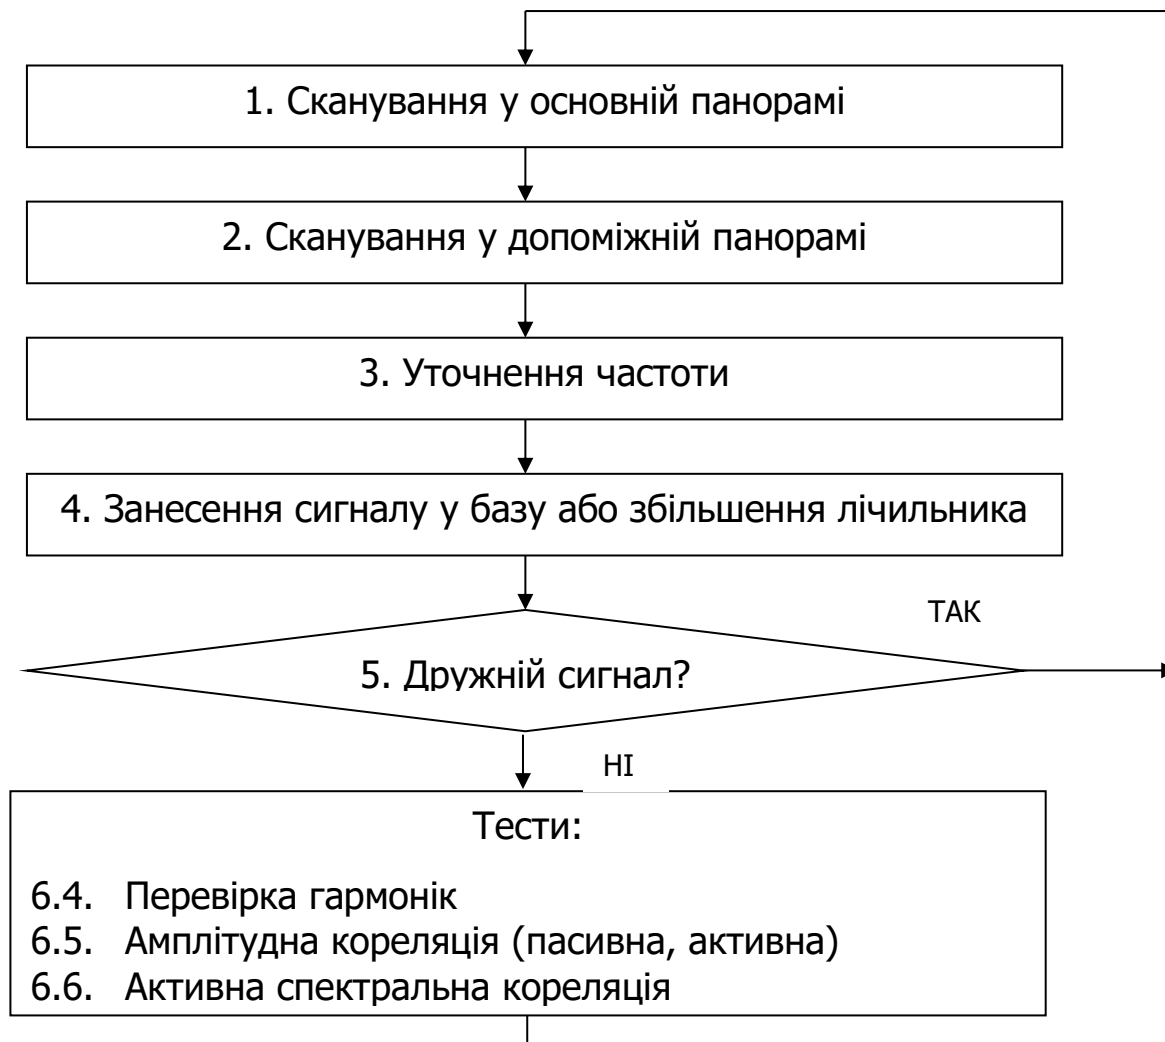 1. Сканування у основній панорамі
2. Сканування у допоміжній панорамі
3. Уточнення частоти
4. Занесення сигналу у базу або збільшення лічильника
ТАК
5. Дружній сигнал?
НІ
Тести:
6.4. Перевірка гармонік
6.5. Амплітудна кореляція (пасивна, активна)
6.6. Активна спектральна кореляція